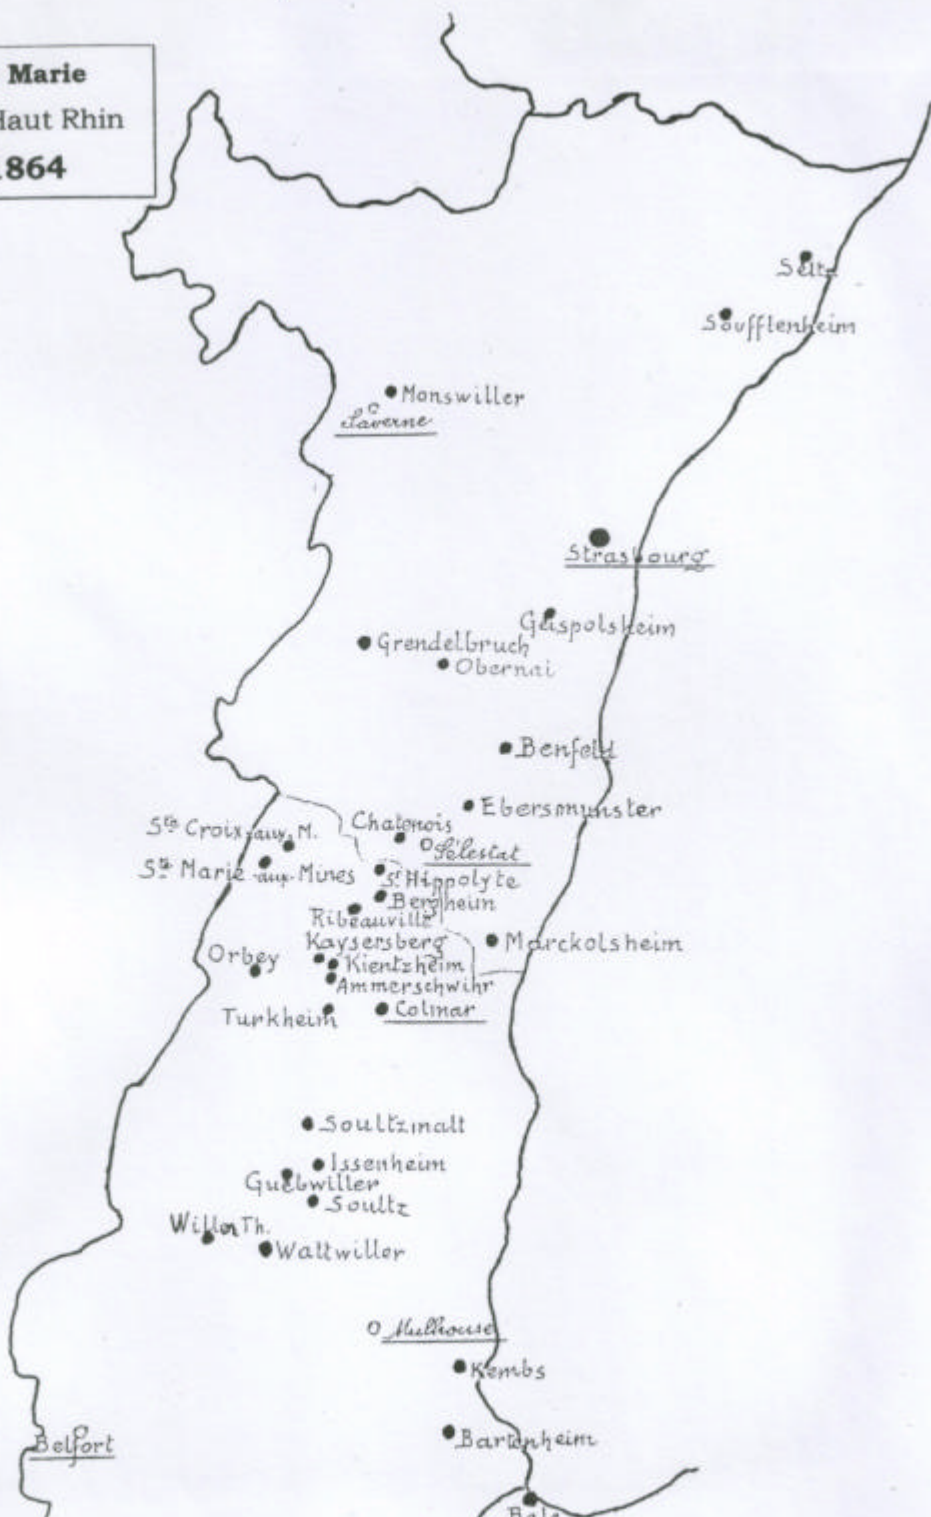 Marie
Haut Rhin
1864
Seltz
Soufflenheim
Monswiller
Saverne
Strasbourg
Geispolsheim
Grendelbruch
Obernai
Benfeld
Ebersmunster
Chatenois
Ste Croix-aux-M.
Sélestat
Ste Marie-aux-Mines
St Hippolyte
Bergheim
Ribeauvillé
Kaysersberg
Marckolsheim
Orbey
Kientzheim
Ammerschwihr
Colmar
Turkheim
Soultzmatt
Issenheim
Guebwiller
Soultz
Willer Th.
Wattwiller
Mulhouse
Kembs
Bartenheim
Belfort
Bale